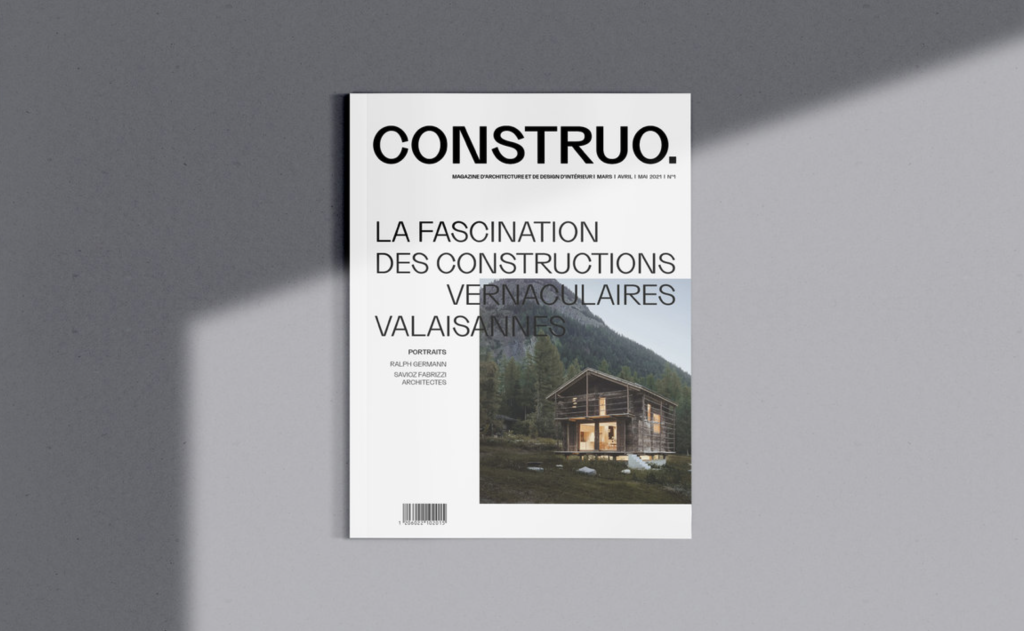 CONSTRUO.
MAGAZINE D'ARCHITECTURE ET DE DESIGN D'INTÉRIEUR I MARS I AVRIL I MAI 2021 I N°1
LA FASCINATION
DES CONSTRUCTIONS
VERNACULAIRES
VALAISANNES
PORTRAITS
RALPH GERMANN
SAVIOZ FABRIZZI
ARCHITECTES